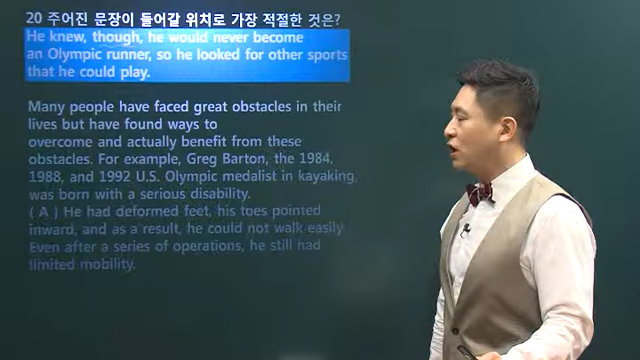 20 주어진 문장이 들어갈 위치로 가장 적절한 것은?
He knew, though, he would never become
an Olympic runner, so he looked for other sports
that he could play.
Many people have faced great obstacles in their
lives but have found ways to
overcome and actually benefit from these
obstacles. For example, Greg Barton, the 1984,
1988, and 1992 U.S. Olympic medalist in kayaking,
was born with a serious disability.
( A ) He had deformed feet, his toes pointed
inward, and as a result, he could not walk easily
Even after a series of operations, he still had
limited mobility.